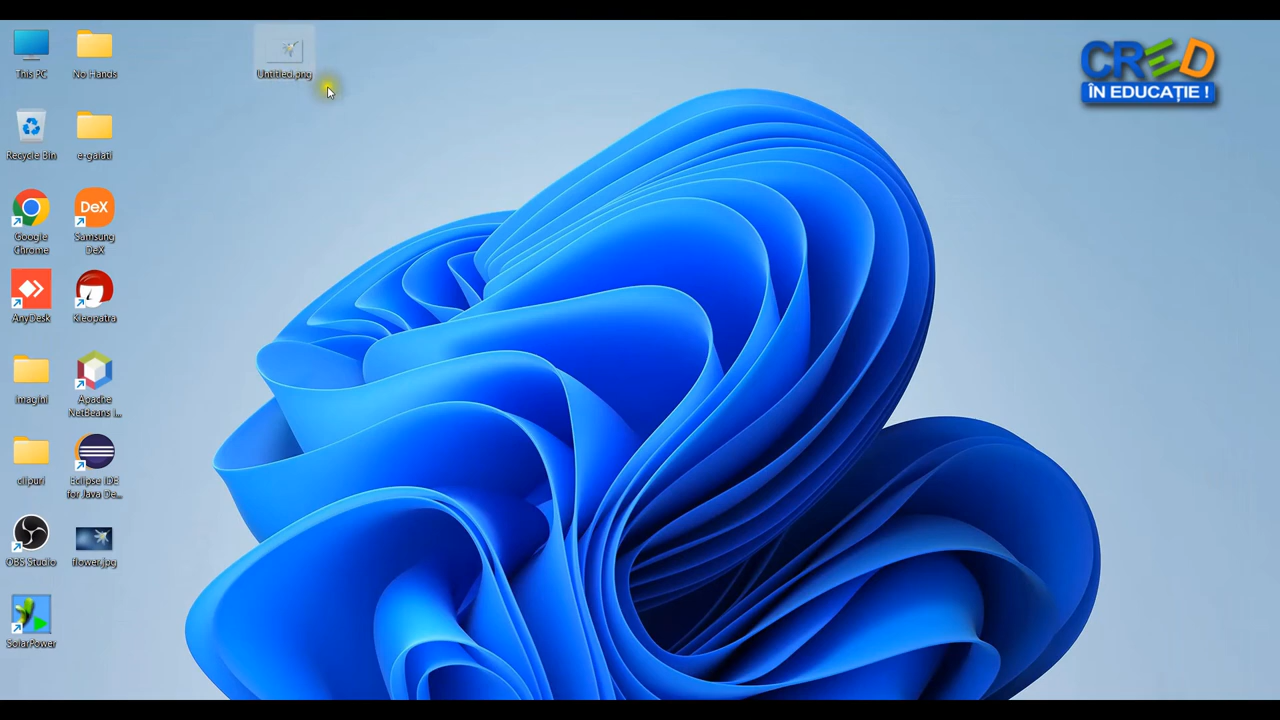 This PC
No Hands
Untitled.png
CRED
ÎN EDUCAȚIE !
Recycle Bin
e-galati
Google
Chrome
DeX
Samsung
DeX
AnyDesk
Kleopatra
imagini
Apache
NetBeans I...
clipuri
Eclipse IDE
for Java De...
OBS Studio
flower.jpg
SolarPower